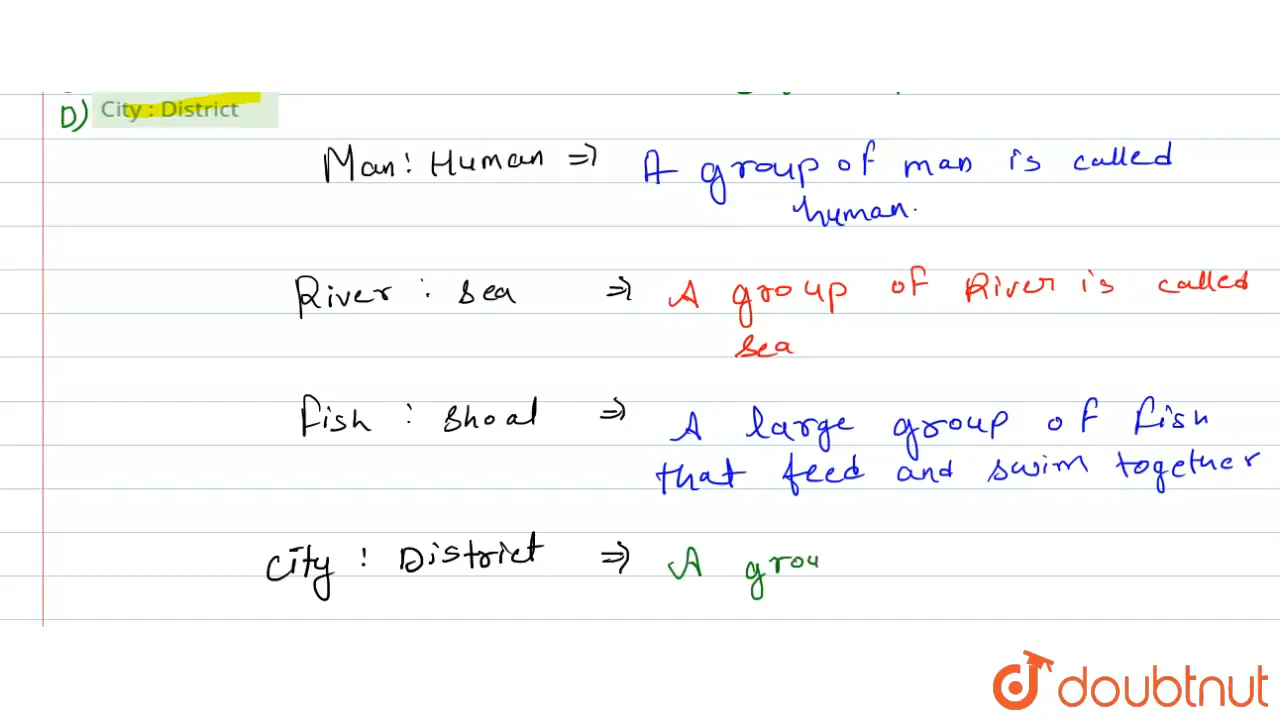 D) City : District
Man : Human ⇒ A group of man is called
human.
River : sea ⇒ A group of River is called
sea
Fish : shoal ⇒ A large group of fish
that feed and swim together
City : District ⇒ A grou
doubtnut